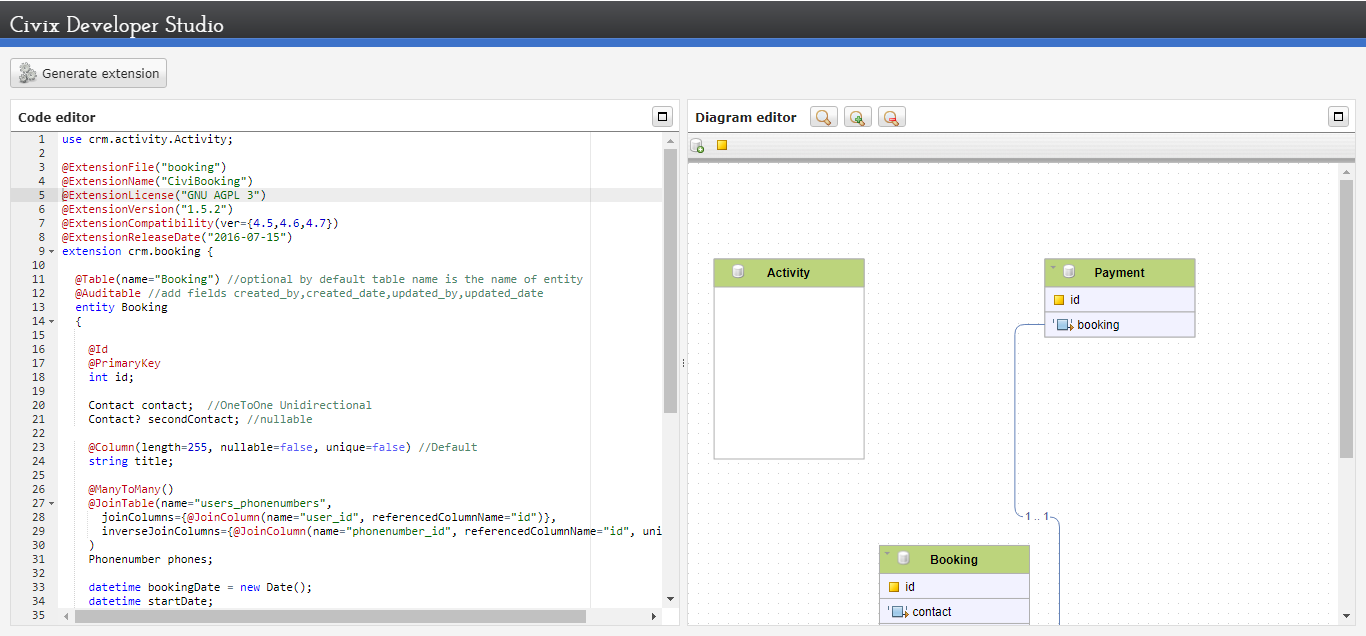 Civix Developer Studio
Generate extension
Code editor
1 use crm.activity.Activity;
2
3 @ExtensionFile("booking")
4 @ExtensionName("CiviBooking")
5 @ExtensionLicense("GNU AGPL 3")
6 @ExtensionVersion("1.5.2")
7 @ExtensionCompatibility(ver={4.5,4.6,4.7})
8 @ExtensionReleaseDate("2016-07-15")
9 extension crm.booking {
10
11 @Table(name="Booking") //optional by default table name is the name of entity
12 @Auditable //add fields created_by,created_date,updated_by,updated_date
13 entity Booking
14 {
15
16 @Id
17 @PrimaryKey
18 int id;
19
20 Contact contact; //OneToOne Unidirectional
21 Contact? secondContact; //nullable
22
23 @Column(length=255, nullable=false, unique=false) //Default
24 string title;
25
26 @ManyToMany()
27 @JoinTable(name="users_phonenumbers",
28 joinColumns={@JoinColumn(name="user_id", referencedColumnName="id")},
29 inverseJoinColumns={@JoinColumn(name="phonenumber_id", referencedColumnName="id", uni
30 )
31 Phonenumber phones;
32
33 datetime bookingDate = new Date();
34 datetime startDate;
35
Diagram editor
Activity
Payment
id
booking
1 .. 1
Booking
id
contact